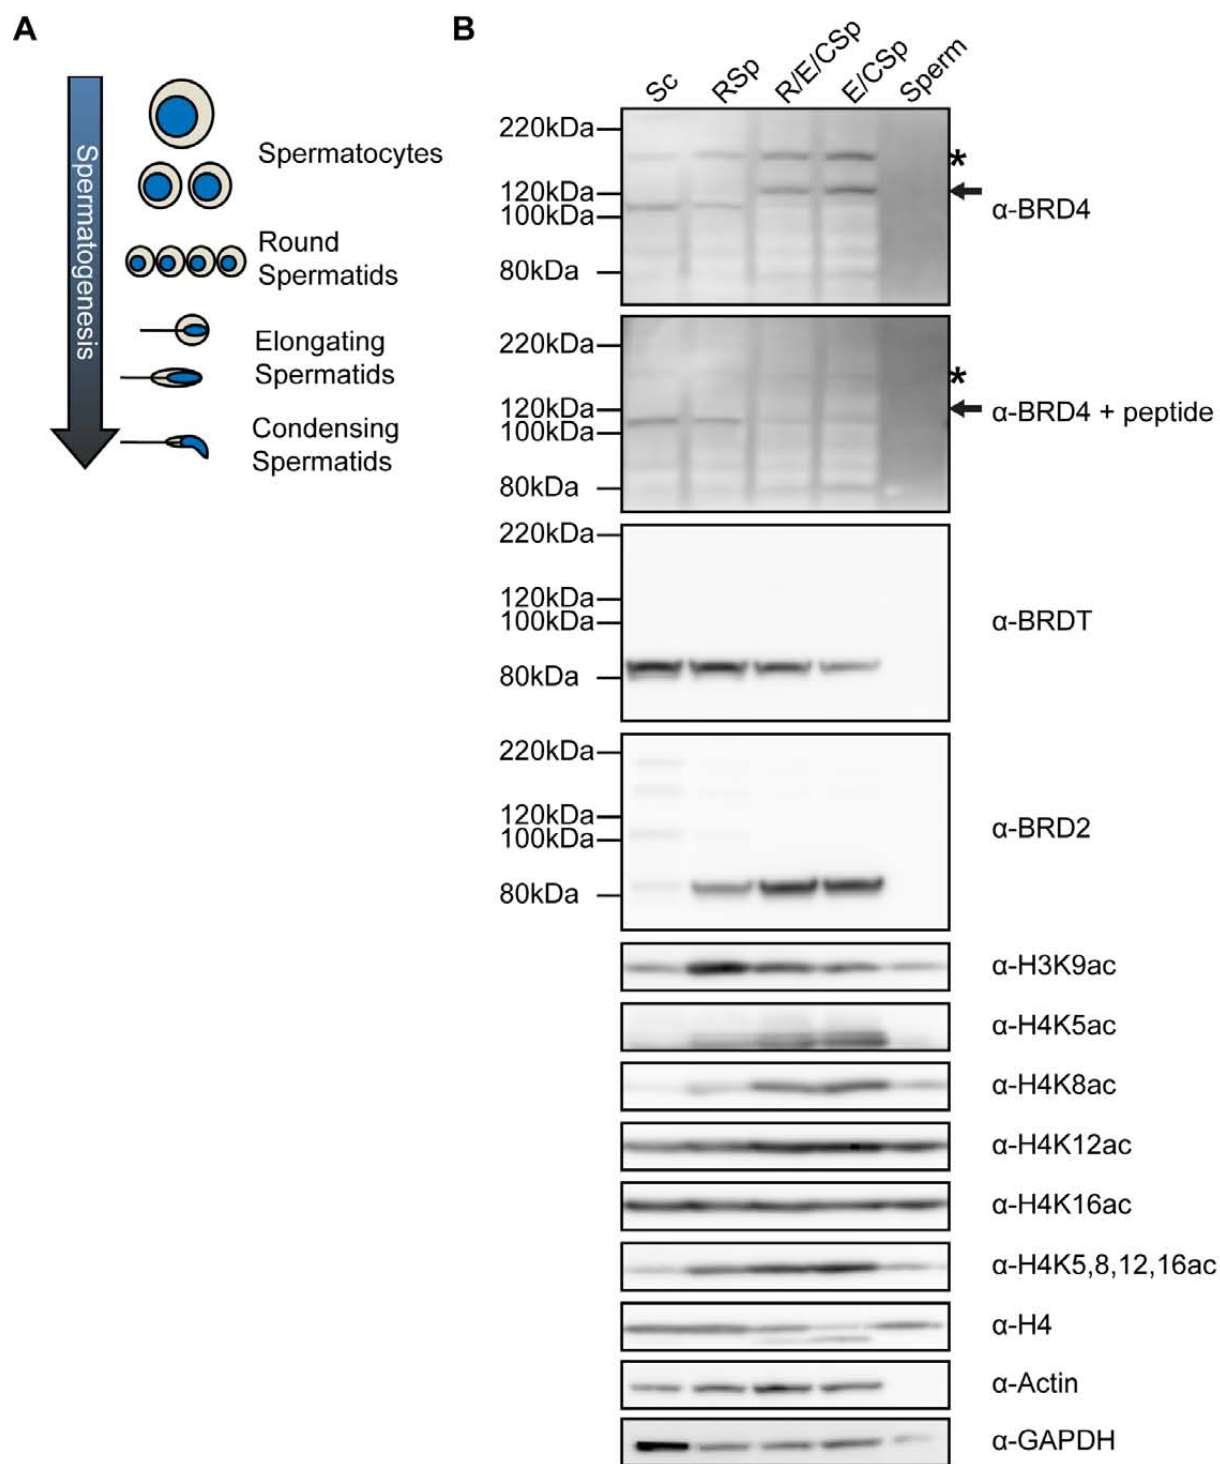 A
Spermatogenesis
Spermatocytes
Round
Spermatids
Elongating
Spermatids
Condensing
Spermatids
B
Sc
RSp
R/E/CSp
E/CSp
Sperm
220kDa
*
120kDa
100kDa
α-BRD4
80kDa
220kDa
*
120kDa
α-BRD4 + peptide
100kDa
80kDa
220kDa
120kDa
100kDa
α-BRDT
80kDa
220kDa
120kDa
α-BRD2
100kDa
80kDa
α-H3K9ac
α-H4K5ac
α-H4K8ac
α-H4K12ac
α-H4K16ac
α-H4K5,8,12,16ac
α-H4
α-Actin
α-GAPDH